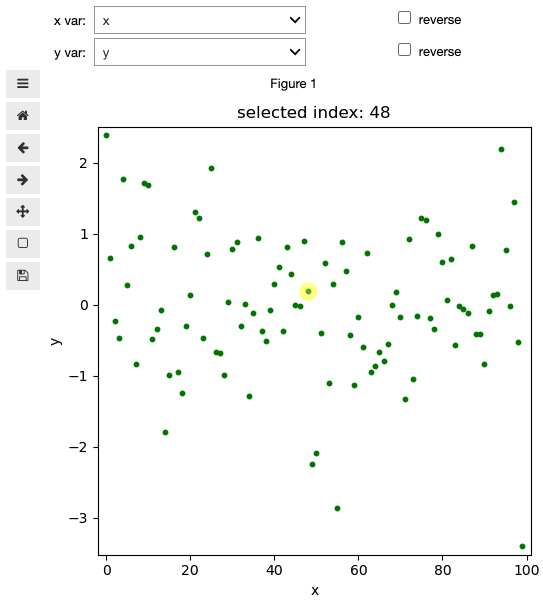 x var: x reverse
y var: y reverse
Figure 1
selected index: 48
2
1
0
−1
−2
−3
y
0 20 40 60 80 100
x